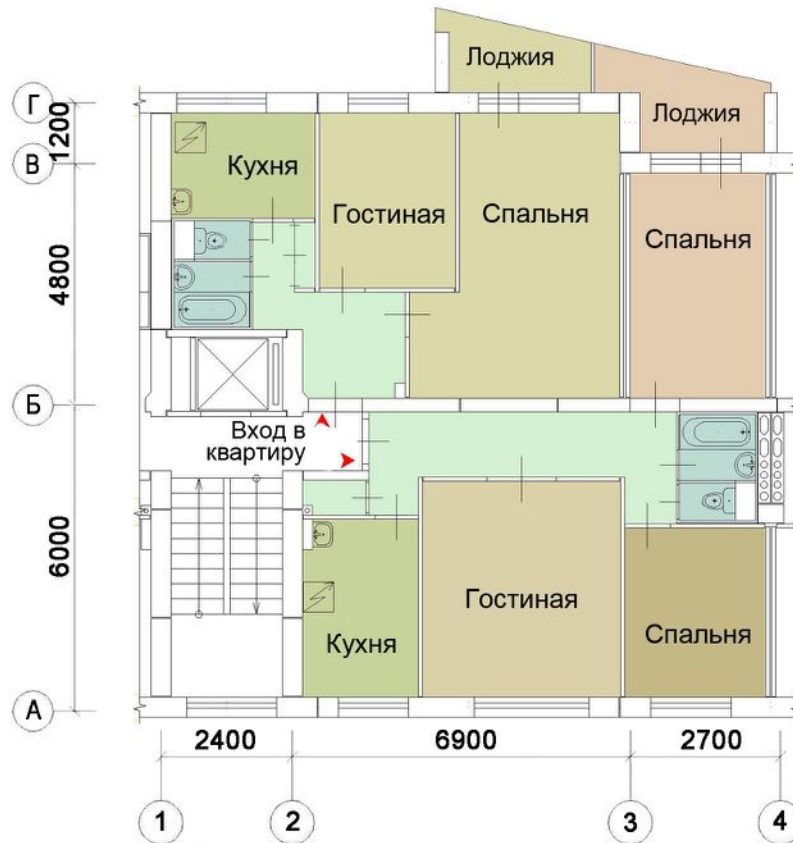 Лоджия
Лоджия
Г
1200
В
Кухня
Гостиная
Спальня
Спальня
4800
Б
Вход в
квартиру
6000
Гостиная
Кухня
Спальня
А
2400
6900
2700
1
2
3
4